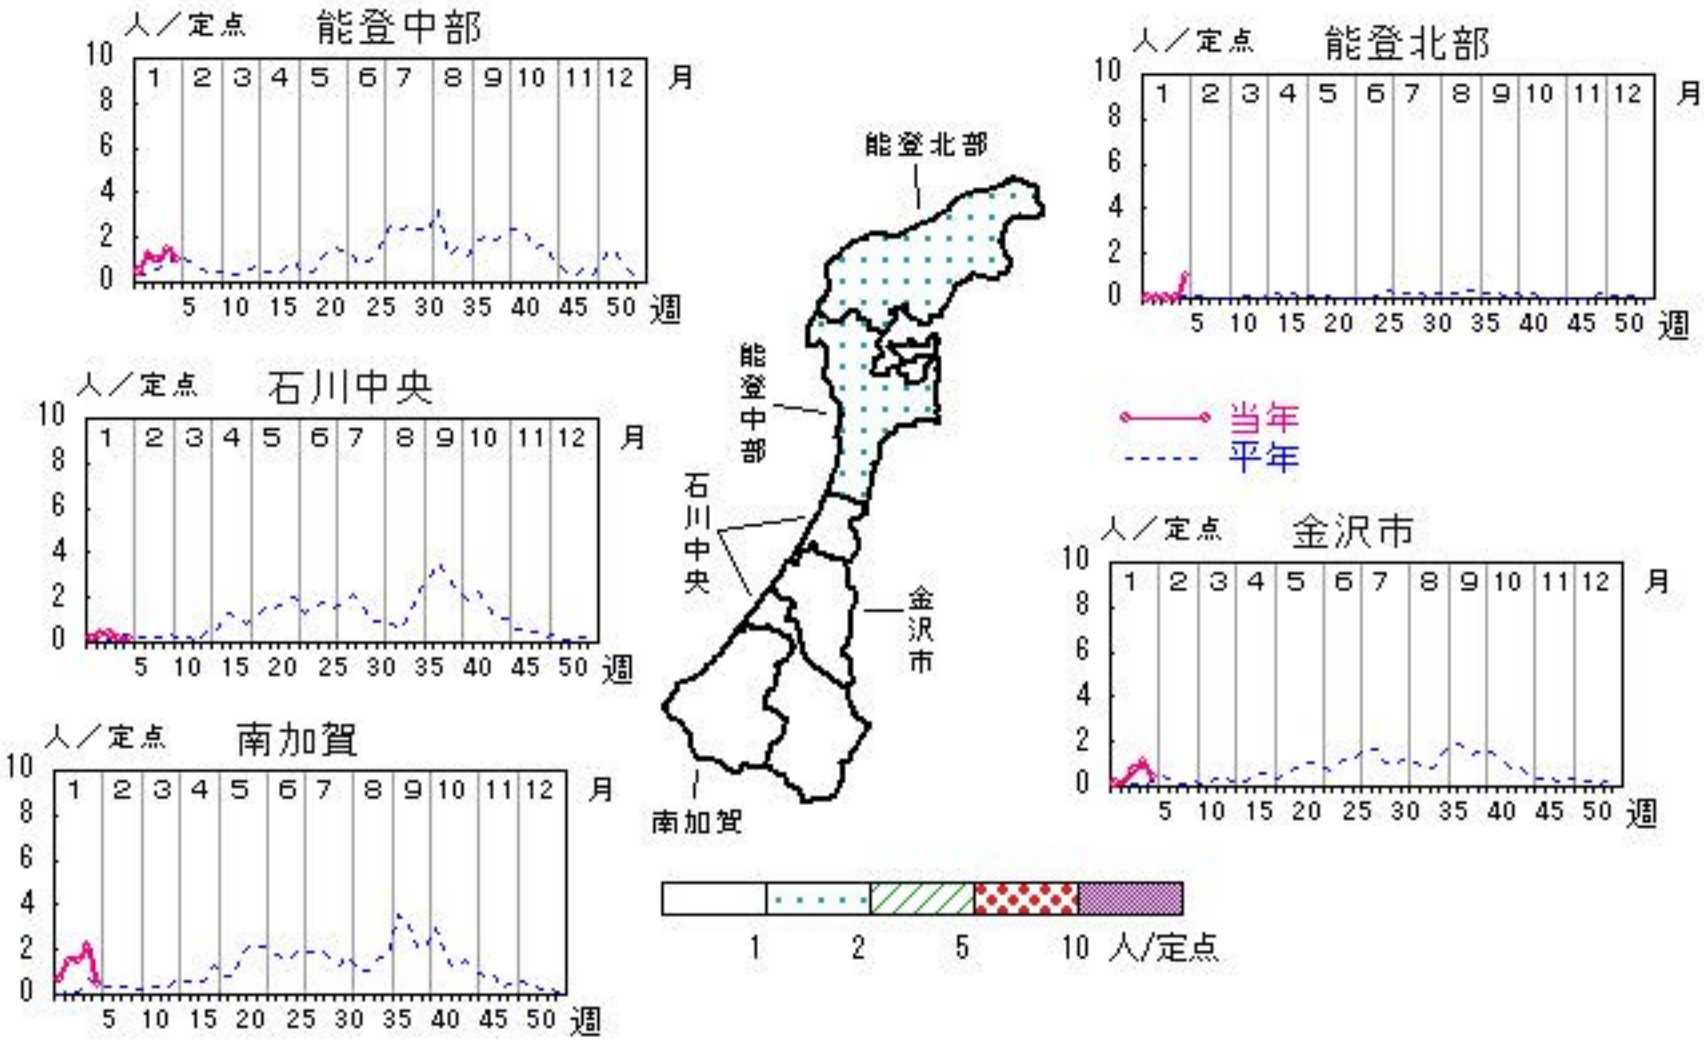 人／定点 能登中部
10 8 6 4 2 0
1 2 3 4 5 6 7 8 9 10 11 12 月
5 10 15 20 25 30 35 40 45 50 週
人／定点 能登北部
10 8 6 4 2 0
1 2 3 4 5 6 7 8 9 10 11 12 月
5 10 15 20 25 30 35 40 45 50 週
人／定点 石川中央
10 8 6 4 2 0
1 2 3 4 5 6 7 8 9 10 11 12 月
5 10 15 20 25 30 35 40 45 50 週
能登北部
能登中部
石川中央
金沢市
南加賀
当年
平年
人／定点 金沢市
10 8 6 4 2 0
1 2 3 4 5 6 7 8 9 10 11 12 月
5 10 15 20 25 30 35 40 45 50 週
人／定点 南加賀
10 8 6 4 2 0
1 2 3 4 5 6 7 8 9 10 11 12 月
5 10 15 20 25 30 35 40 45 50 週
1 2 5 10 人/定点